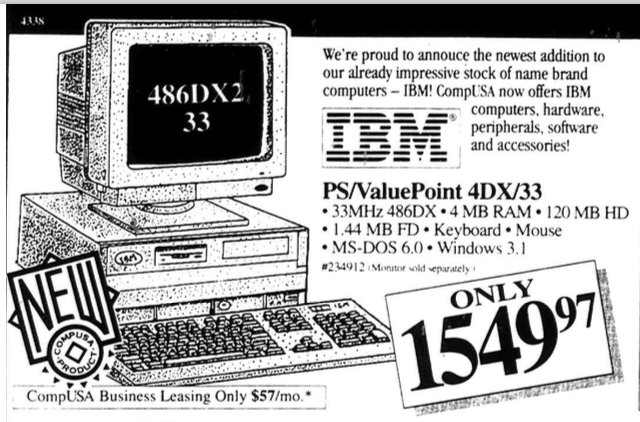 4338
486DX2
33
We're proud to annouce the newest addition to
our already impressive stock of name brand
computers – IBM! CompUSA now offers IBM
computers, hardware,
peripherals, software
and accessories!
IBM®
PS/ValuePoint 4DX/33
• 33MHz 486DX • 4 MB RAM • 120 MB HD
• 1.44 MB FD • Keyboard • Mouse
• MS-DOS 6.0 • Windows 3.1
#234912 (Monitor sold separately.)
IBM
NEW
COMPUSA
PRODUCT
ONLY
1549⁹⁷
CompUSA Business Leasing Only $57/mo.*